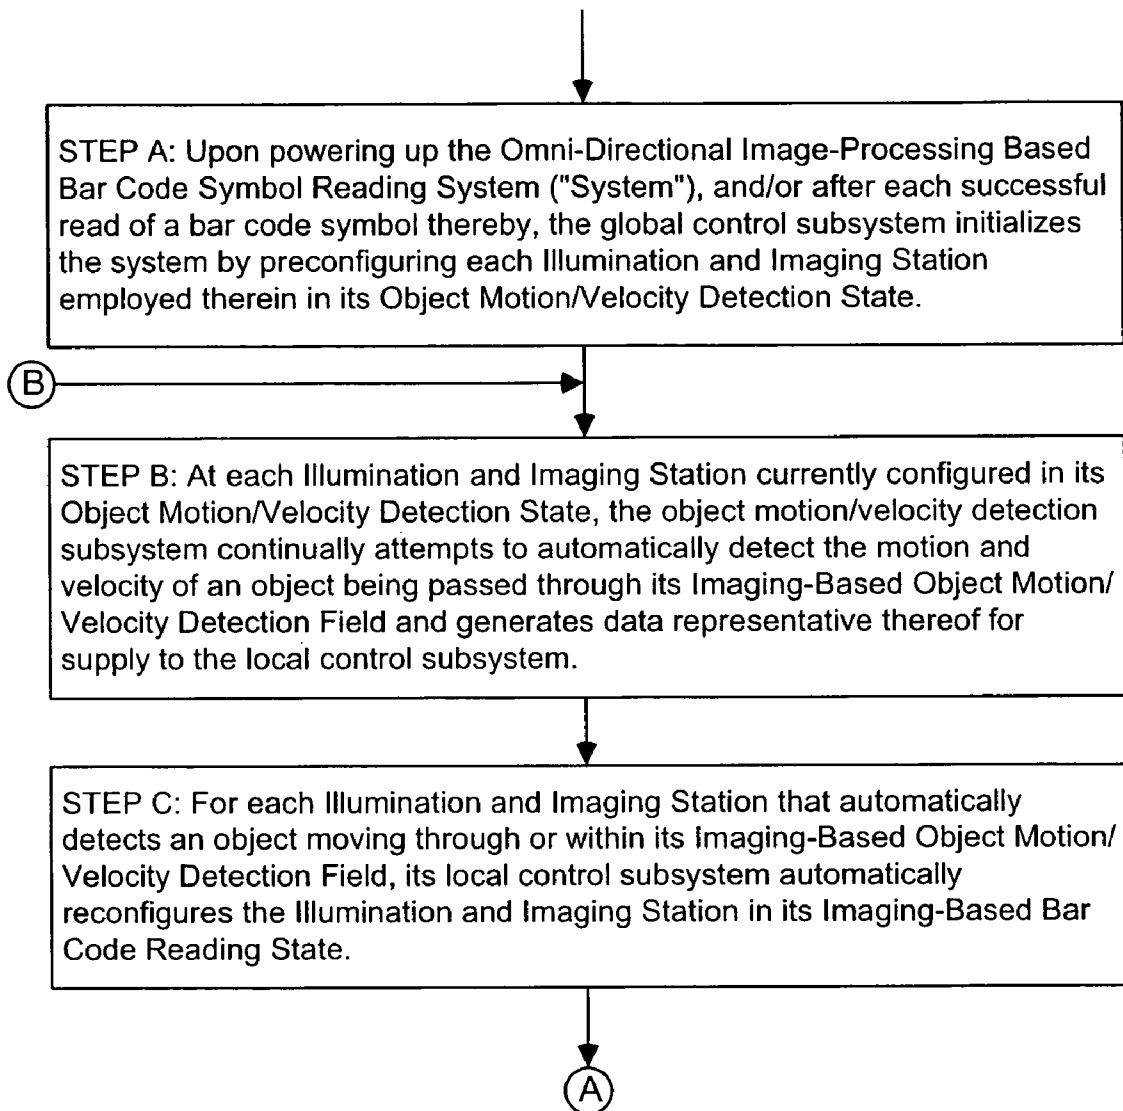 STEP A: Upon powering up the Omni-Directional Image-Processing Based
Bar Code Symbol Reading System ("System"), and/or after each successful
read of a bar code symbol thereby, the global control subsystem initializes
the system by preconfiguring each Illumination and Imaging Station
employed therein in its Object Motion/Velocity Detection State.
B
STEP B: At each Illumination and Imaging Station currently configured in its
Object Motion/Velocity Detection State, the object motion/velocity detection
subsystem continually attempts to automatically detect the motion and
velocity of an object being passed through its Imaging-Based Object Motion/
Velocity Detection Field and generates data representative thereof for
supply to the local control subsystem.
STEP C: For each Illumination and Imaging Station that automatically
detects an object moving through or within its Imaging-Based Object Motion/
Velocity Detection Field, its local control subsystem automatically
reconfigures the Illumination and Imaging Station in its Imaging-Based Bar
Code Reading State.
A